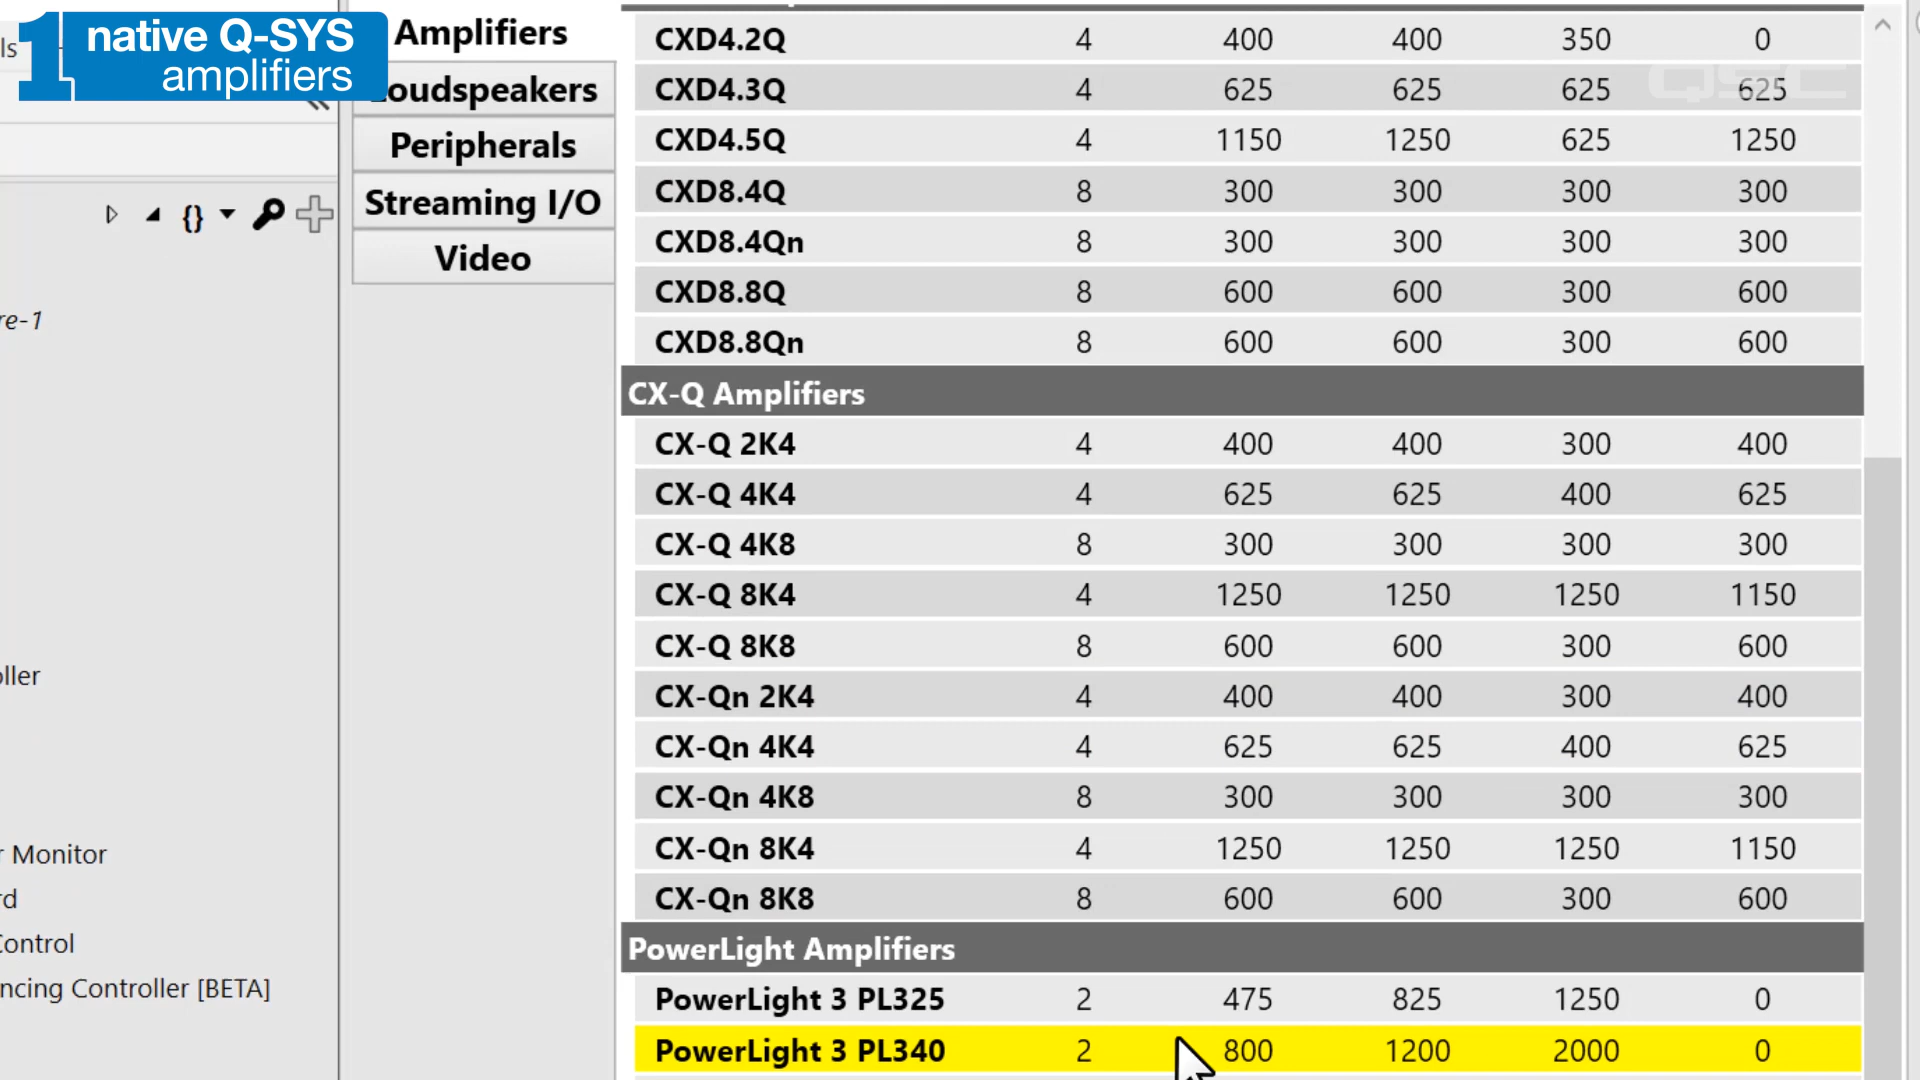 1 native Q-SYS
amplifiers
ls
{}
re-1
oller
r Monitor
rd
Control
ncing Controller [BETA]
Amplifiers
Loudspeakers
Peripherals
Streaming I/O
Video
CXD4.2Q 4 400 400 350 0
CXD4.3Q 4 625 625 625 625
QSC
CXD4.5Q 4 1150 1250 625 1250
CXD8.4Q 8 300 300 300 300
CXD8.4Qn 8 300 300 300 300
CXD8.8Q 8 600 600 300 600
CXD8.8Qn 8 600 600 300 600
CX-Q Amplifiers
CX-Q 2K4 4 400 400 300 400
CX-Q 4K4 4 625 625 400 625
CX-Q 4K8 8 300 300 300 300
CX-Q 8K4 4 1250 1250 1250 1150
CX-Q 8K8 8 600 600 300 600
CX-Qn 2K4 4 400 400 300 400
CX-Qn 4K4 4 625 625 400 625
CX-Qn 4K8 8 300 300 300 300
CX-Qn 8K4 4 1250 1250 1250 1150
CX-Qn 8K8 8 600 600 300 600
PowerLight Amplifiers
PowerLight 3 PL325 2 475 825 1250 0
PowerLight 3 PL340 2 800 1200 2000 0